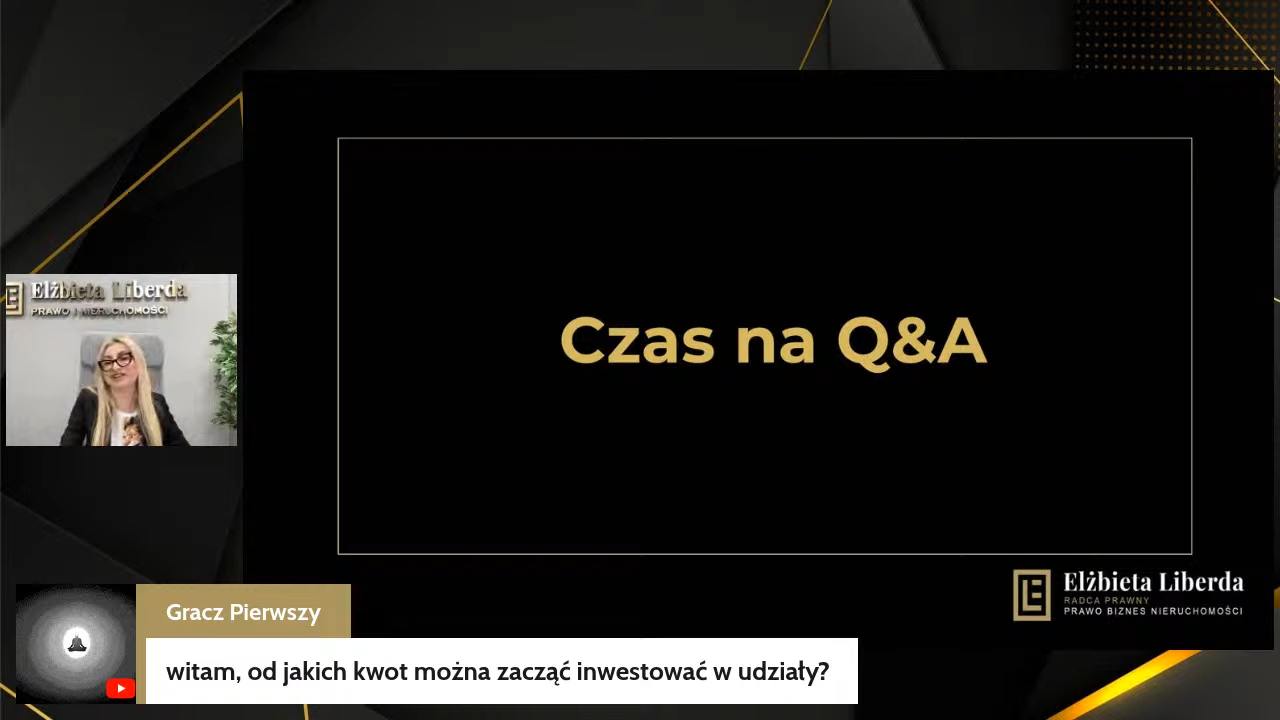 Elżbieta Liberda
PRAWO I NIERUCHOMOŚCI
Czas na Q&A
Elżbieta Liberda
RADCA PRAWNY
PRAWO BIZNES NIERUCHOMOŚCI
Gracz Pierwszy
witam, od jakich kwot można zacząć inwestować w udziały?